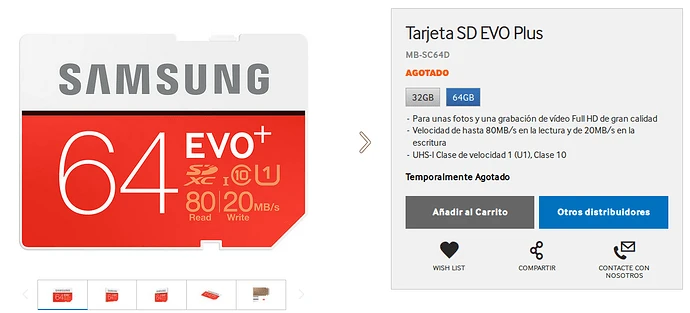 SAMSUNG
64
EVO+
SD XC I 10 U1
80 20 MB/s
Read Write
Tarjeta SD EVO Plus
MB-SC64D
AGOTADO
32GB 64GB
- Para unas fotos y una grabación de vídeo Full HD de gran calidad
- Velocidad de hasta 80MB/s en la lectura y de 20MB/s en la
escritura
- UHS-I Clase de velocidad 1 (U1), Clase 10
Temporalmente Agotado
Añadir al Carrito Otros distribuidores
WISH LIST COMPARTIR CONTACTE CON
NOSOTROS